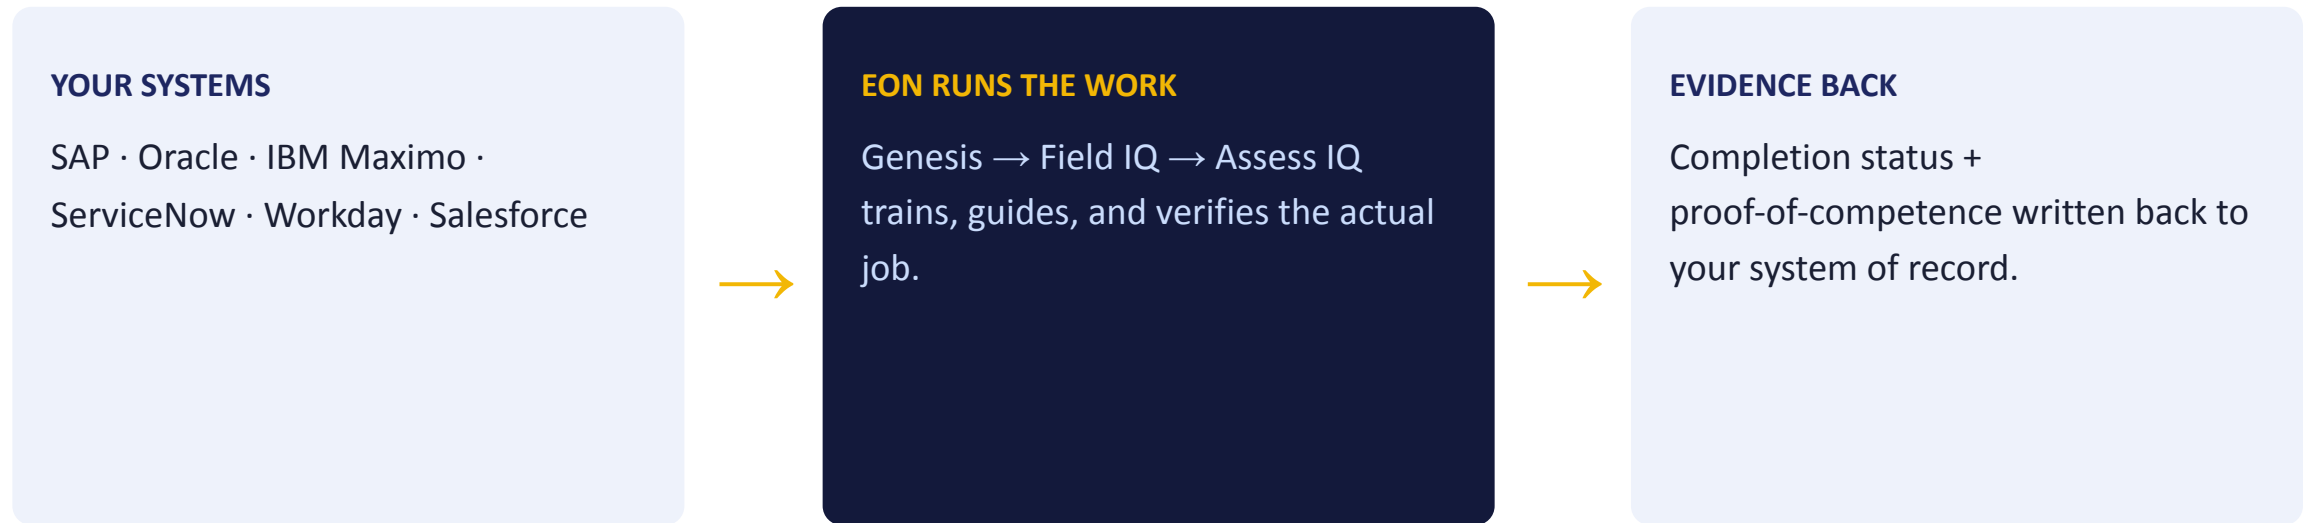 YOUR SYSTEMS
SAP · Oracle · IBM Maximo ·
ServiceNow · Workday · Salesforce
→
EON RUNS THE WORK
Genesis → Field IQ → Assess IQ
trains, guides, and verifies the actual
job.
→
EVIDENCE BACK
Completion status +
proof-of-competence written back to
your system of record.